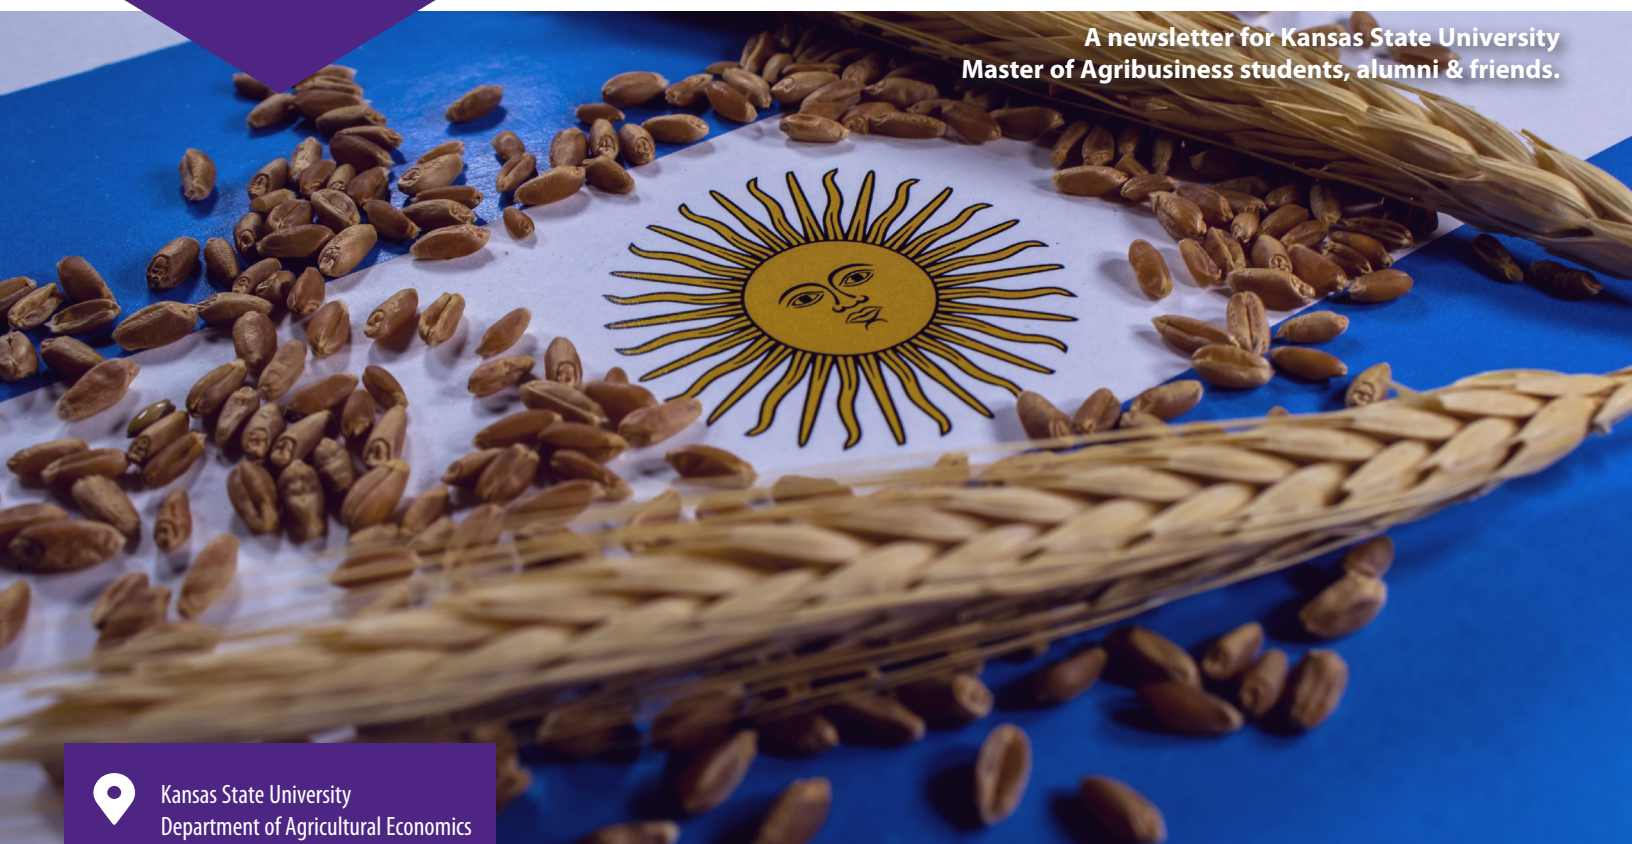 A newsletter for Kansas State University
Master of Agribusiness students, alumni & friends.
Kansas State University
Department of Agricultural Economics